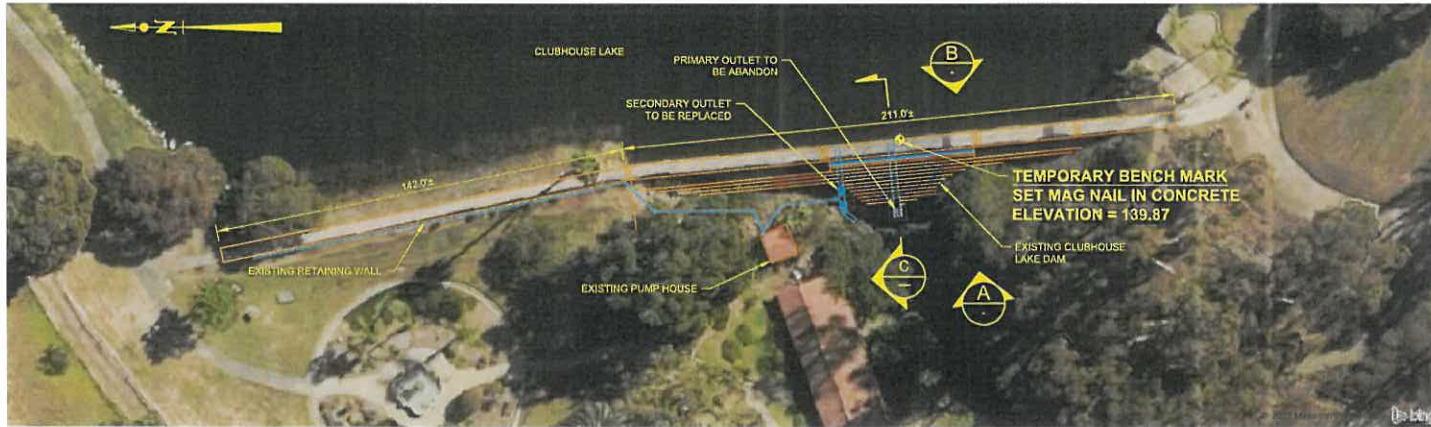 N
CLUBHOUSE LAKE
PRIMARY OUTLET TO
BE ABANDON
B
SECONDARY OUTLET
TO BE REPLACED
211.0'±
142.0'±
TEMPORARY BENCH MARK
SET MAG NAIL IN CONCRETE
ELEVATION = 139.87
EXISTING CLUBHOUSE
LAKE DAM
EXISTING RETAINING WALL
EXISTING PUMP HOUSE
C
A
bing